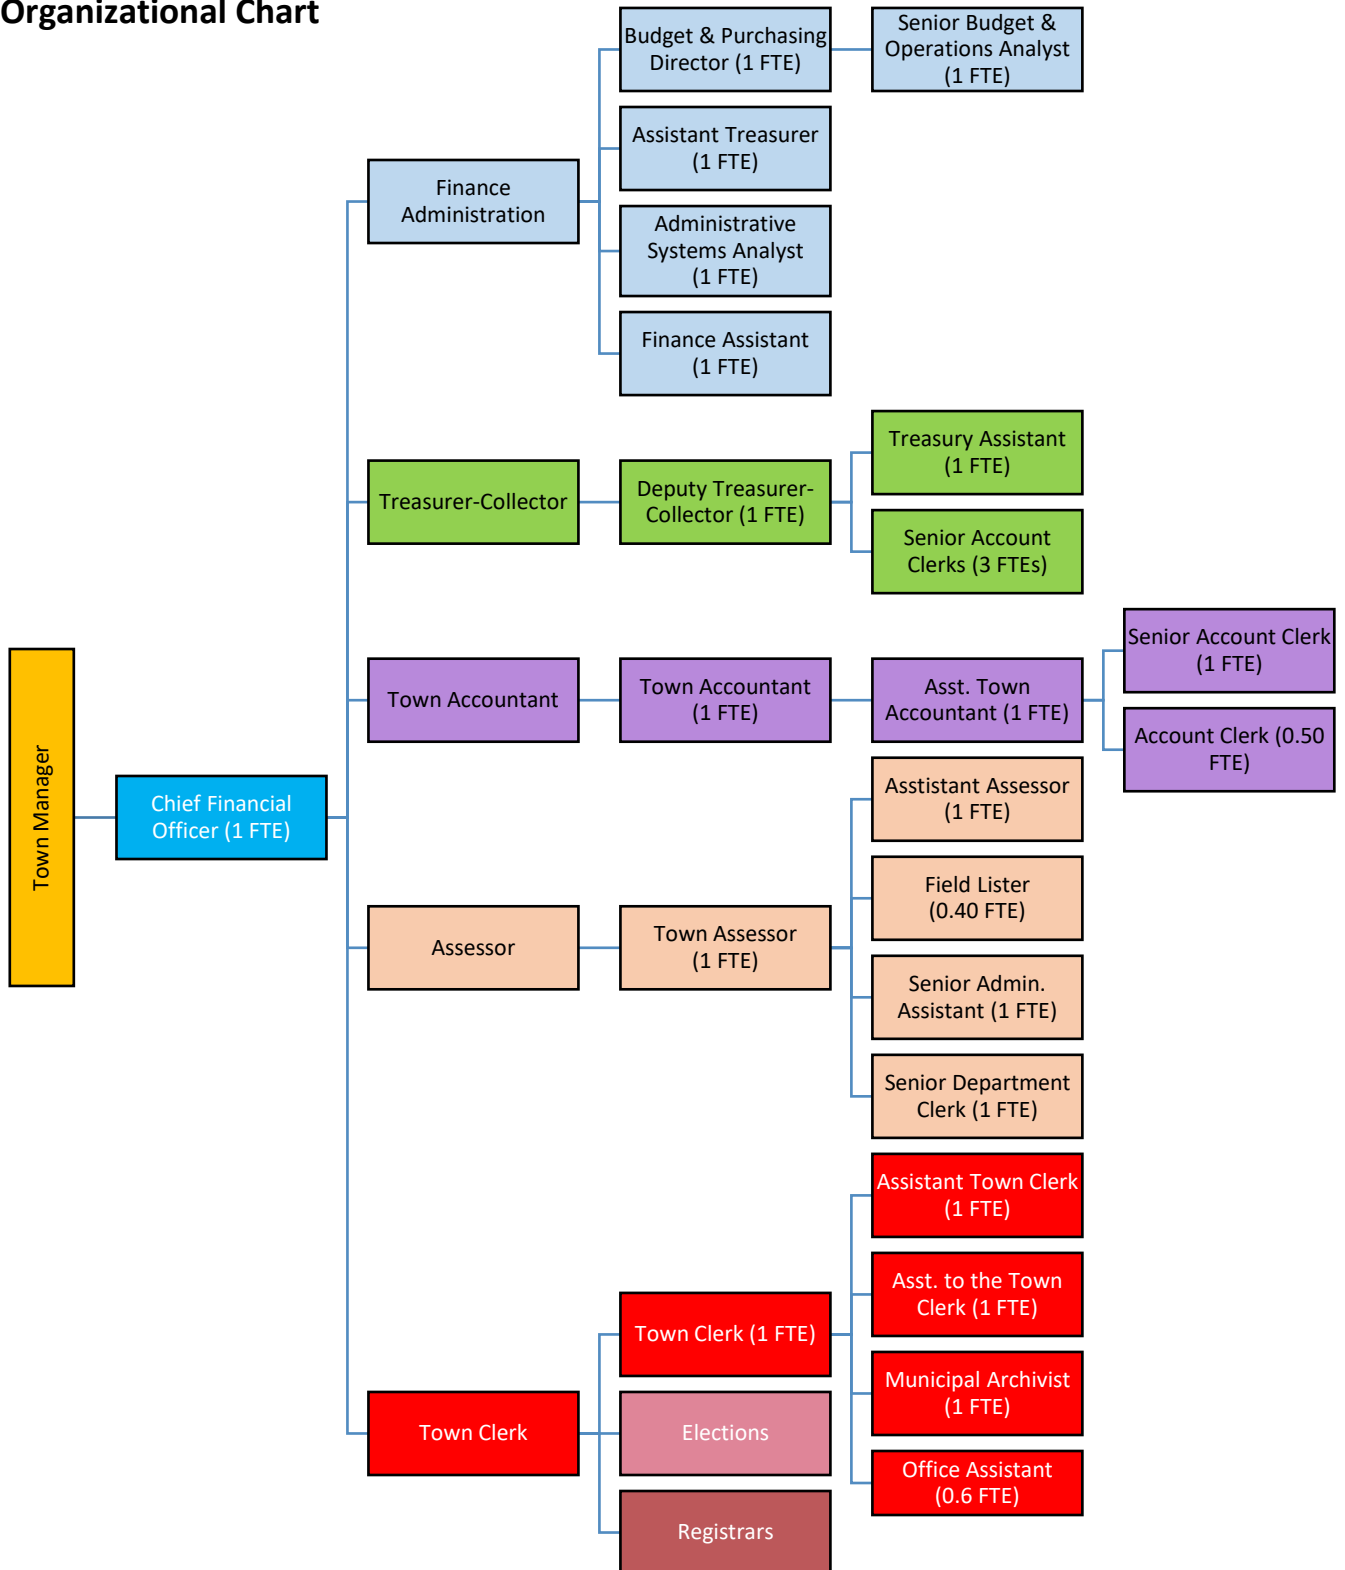 Organizational Chart
Budget & Purchasing
Director (1 FTE)
Senior Budget &
Operations Analyst
(1 FTE)
Assistant Treasurer
(1 FTE)
Finance
Administration
Administrative
Systems Analyst
(1 FTE)
Finance Assistant
(1 FTE)
Treasurer-Collector
Deputy Treasurer-
Collector (1 FTE)
Treasury Assistant
(1 FTE)
Senior Account
Clerks (3 FTEs)
Town Accountant
Town Accountant
(1 FTE)
Asst. Town
Accountant (1 FTE)
Senior Account Clerk
(1 FTE)
Account Clerk (0.50
FTE)
Town Manager
Chief Financial
Officer (1 FTE)
Assessor
Town Assessor
(1 FTE)
Asstistant Assessor
(1 FTE)
Field Lister
(0.40 FTE)
Senior Admin.
Assistant (1 FTE)
Senior Department
Clerk (1 FTE)
Town Clerk
Town Clerk (1 FTE)
Assistant Town Clerk
(1 FTE)
Asst. to the Town
Clerk (1 FTE)
Municipal Archivist
(1 FTE)
Office Assistant
(0.6 FTE)
Elections
Registrars